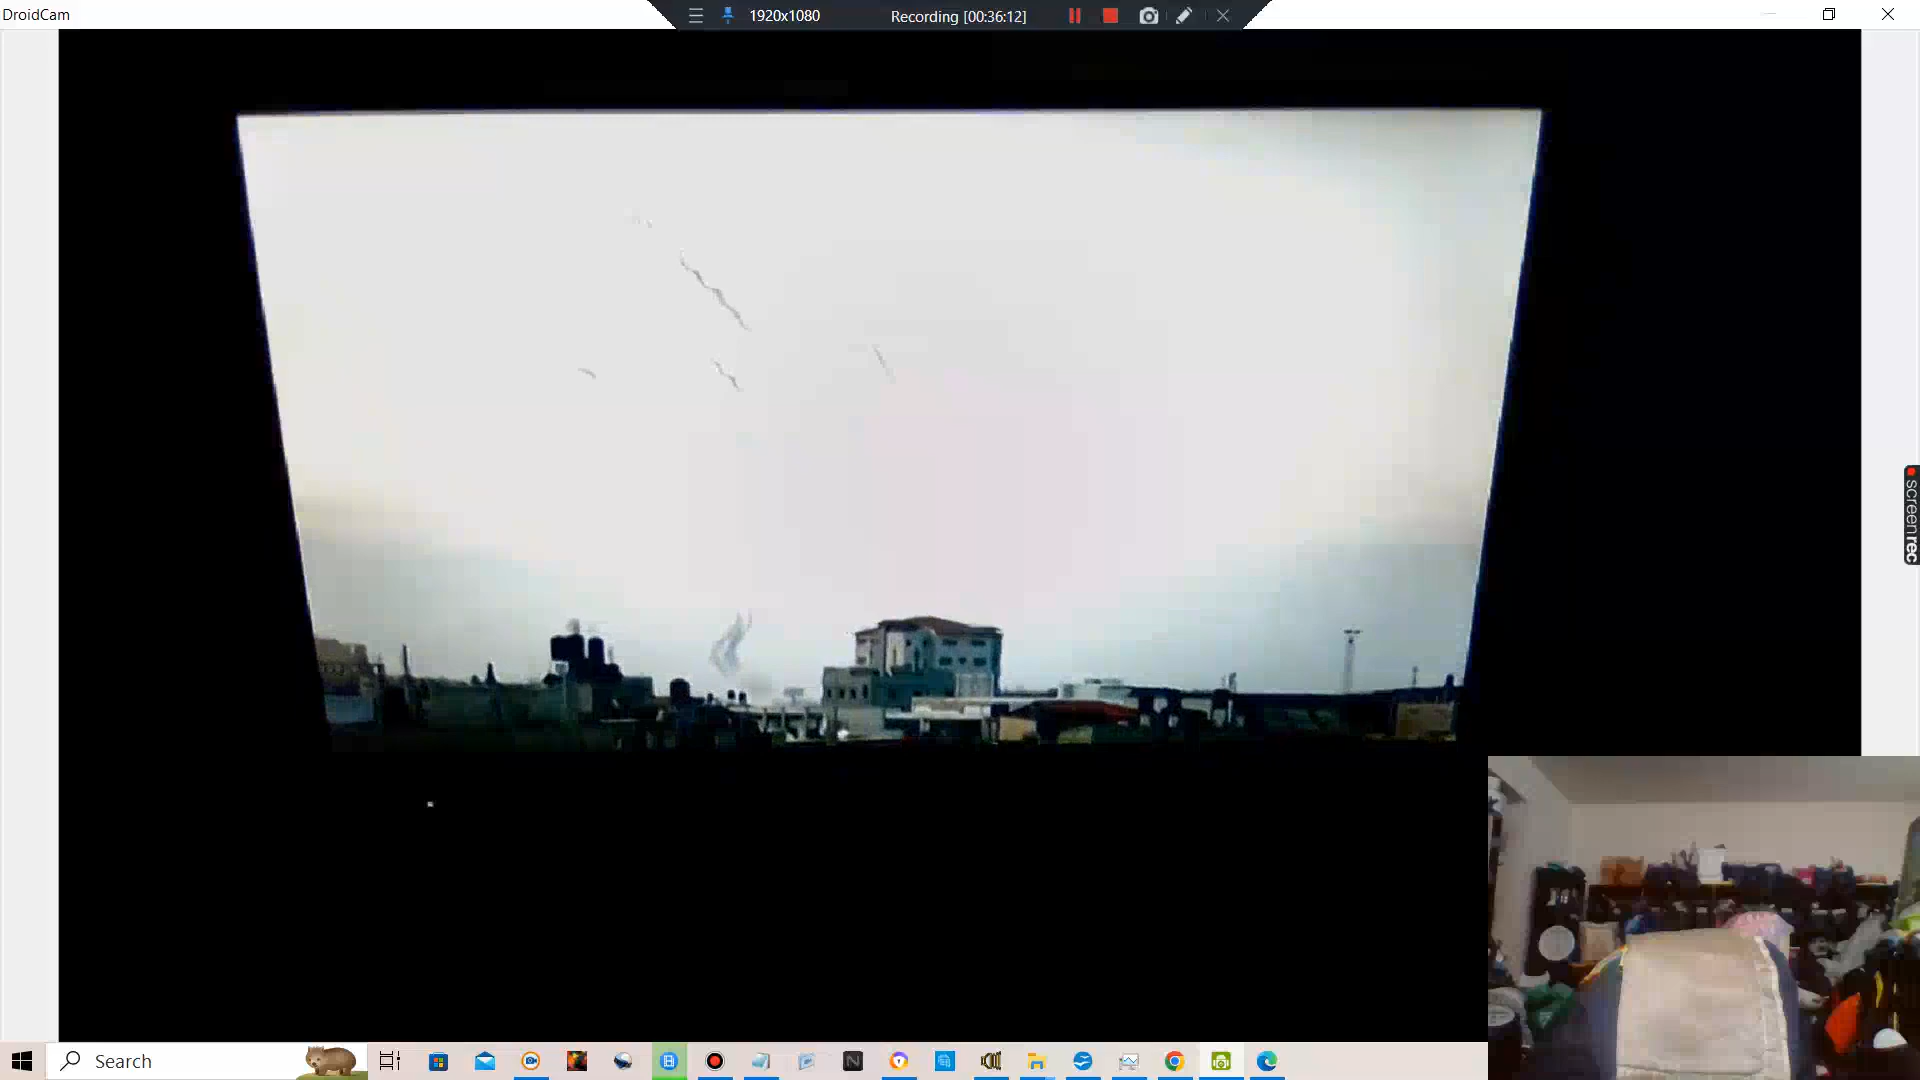 DroidCam
1920x1080
Recording [00:36:12]
screenrec
Search